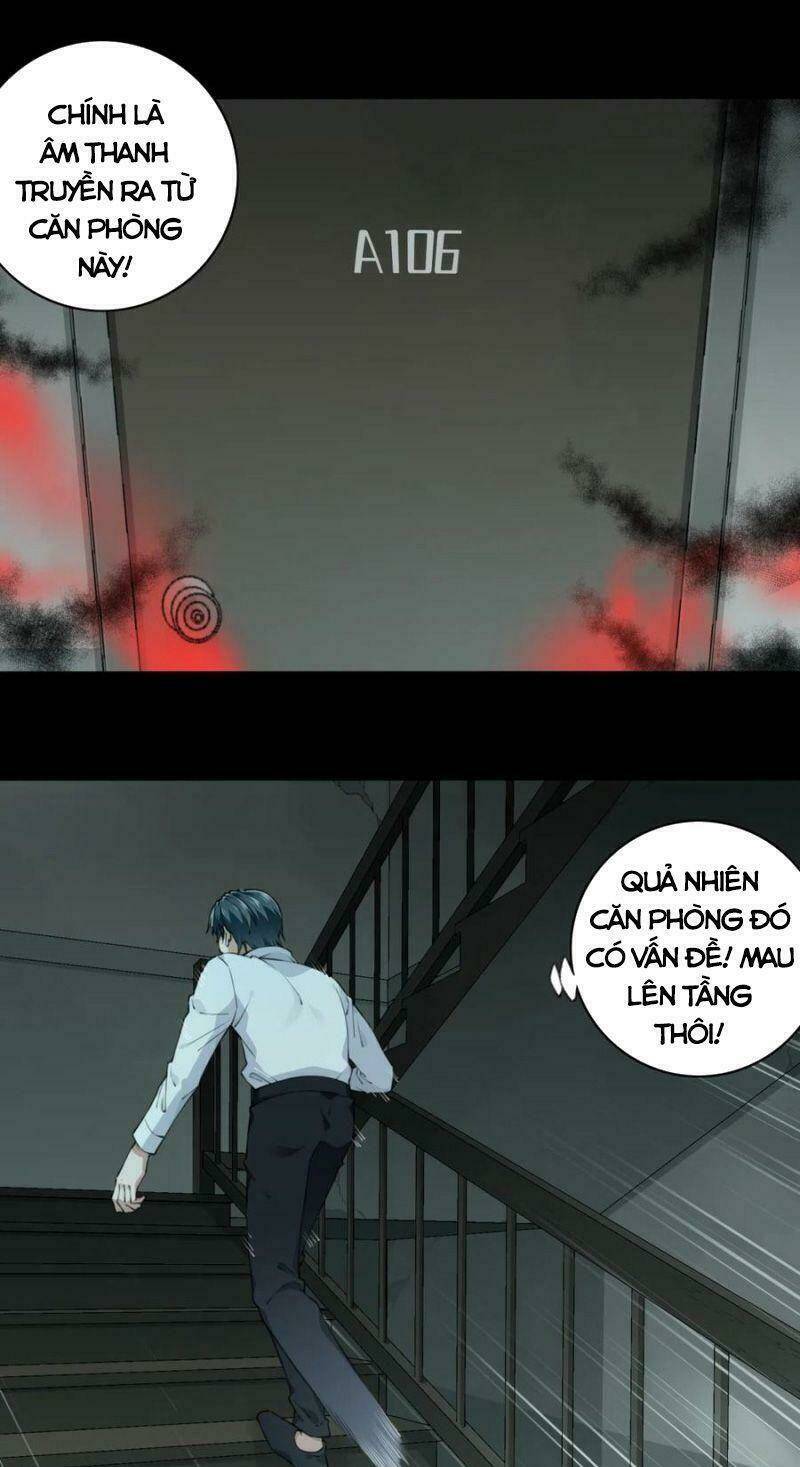 CHÍNH LÀ
ÂM THANH
TRUYỀN RA TỪ
CĂN PHÒNG
NÀY!
A106
QUẢ NHIÊN
CĂN PHÒNG ĐÓ
CÓ VẤN ĐỀ! MAU
LÊN TẦNG
THÔI!